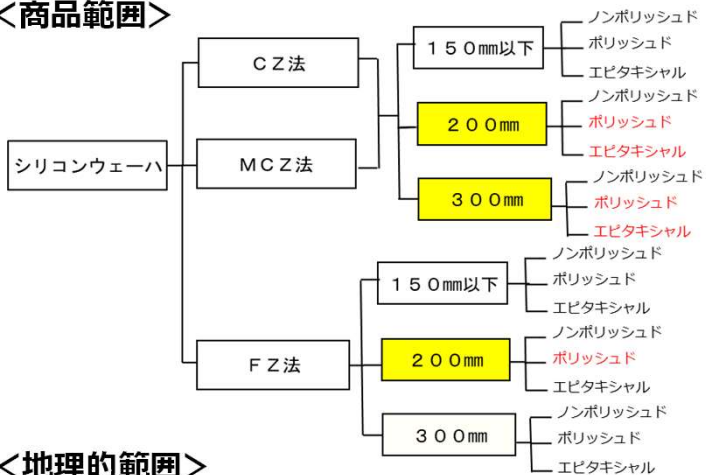 ＜商品範囲＞
シリコンウェーハ
ＣＺ法
ＭＣＺ法
１５０㎜以下
ノンポリッシュド
ポリッシュド
エピタキシャル
２００㎜
ノンポリッシュド
ポリッシュド
エピタキシャル
３００㎜
ノンポリッシュド
ポリッシュド
エピタキシャル
ＦＺ法
１５０㎜以下
ノンポリッシュド
ポリッシュド
エピタキシャル
２００㎜
ノンポリッシュド
ポリッシュド
エピタキシャル
３００㎜
ノンポリッシュド
ポリッシュド
エピタキシャル
＜地理的範囲＞